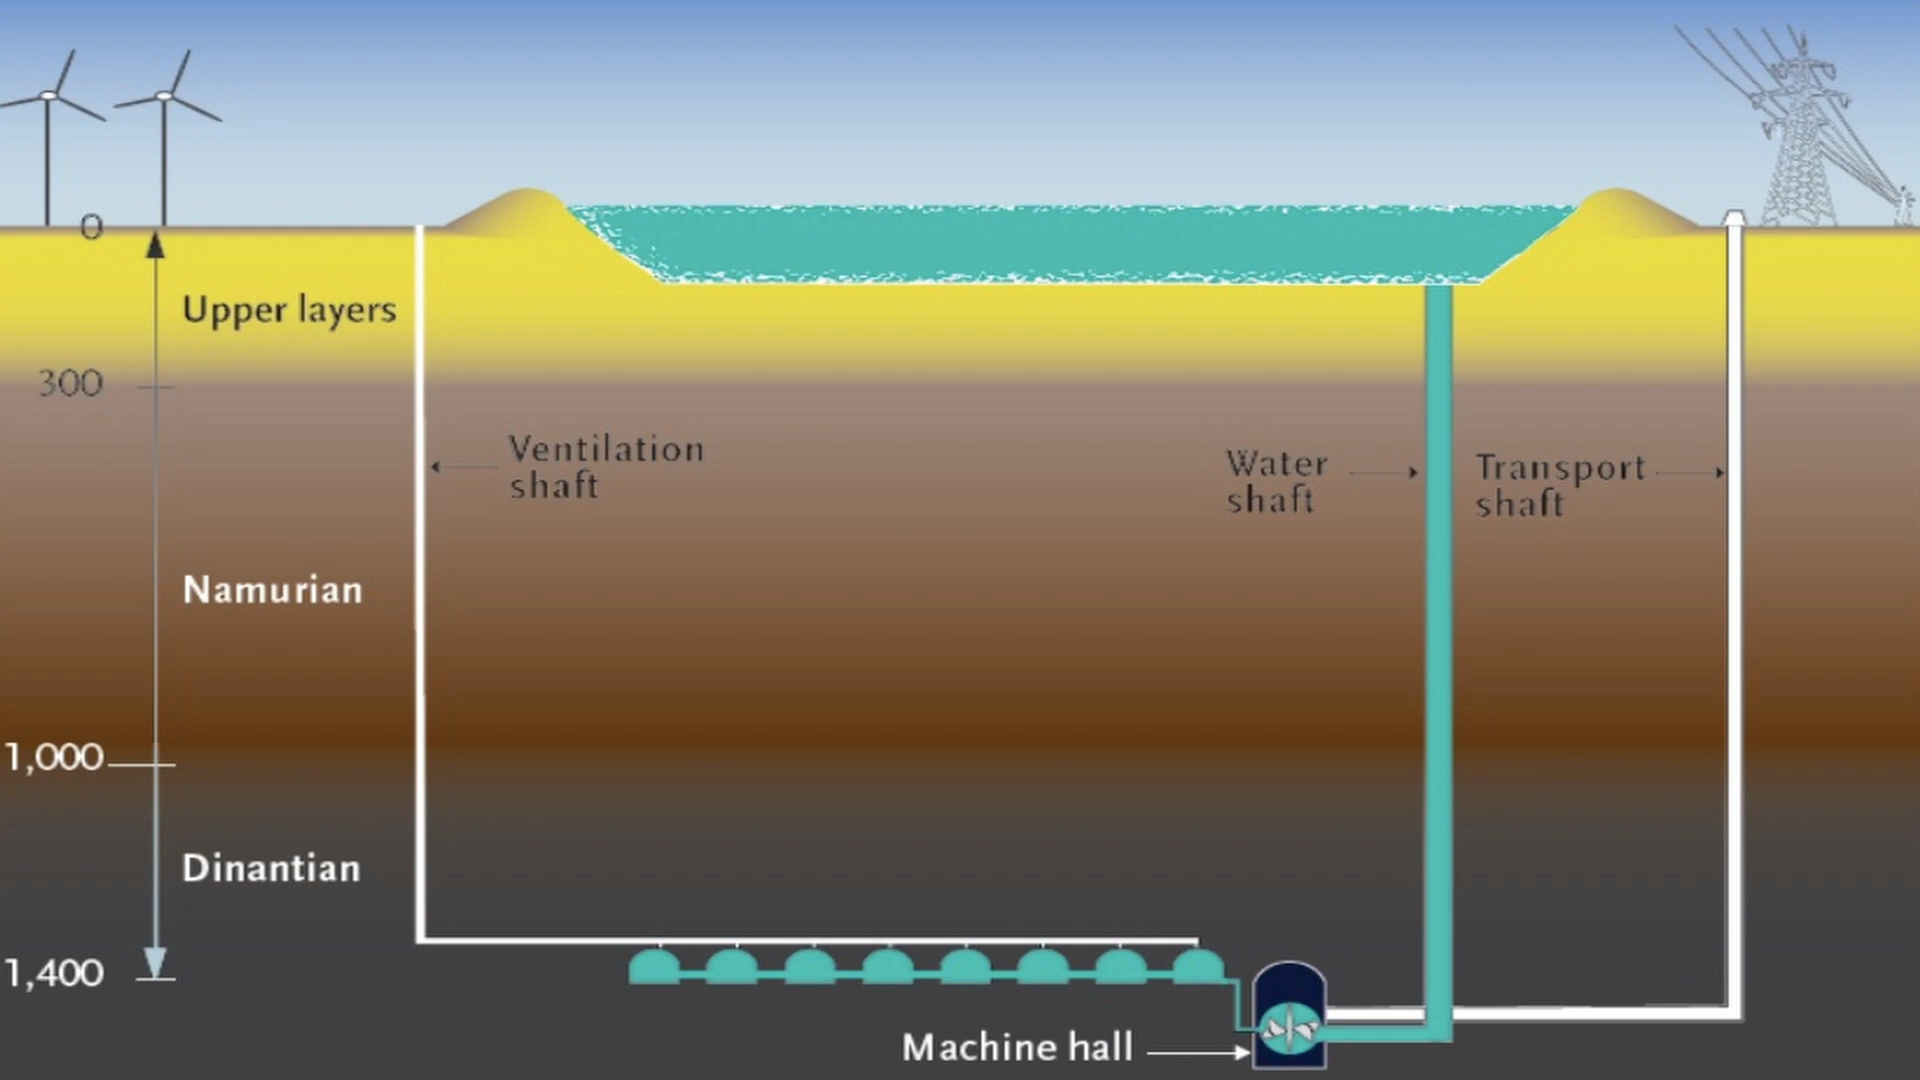 0
Upper layers
300
Ventilation
shaft
Water
shaft
Transport
shaft
Namurian
1,000
Dinantian
1,400
Machine hall